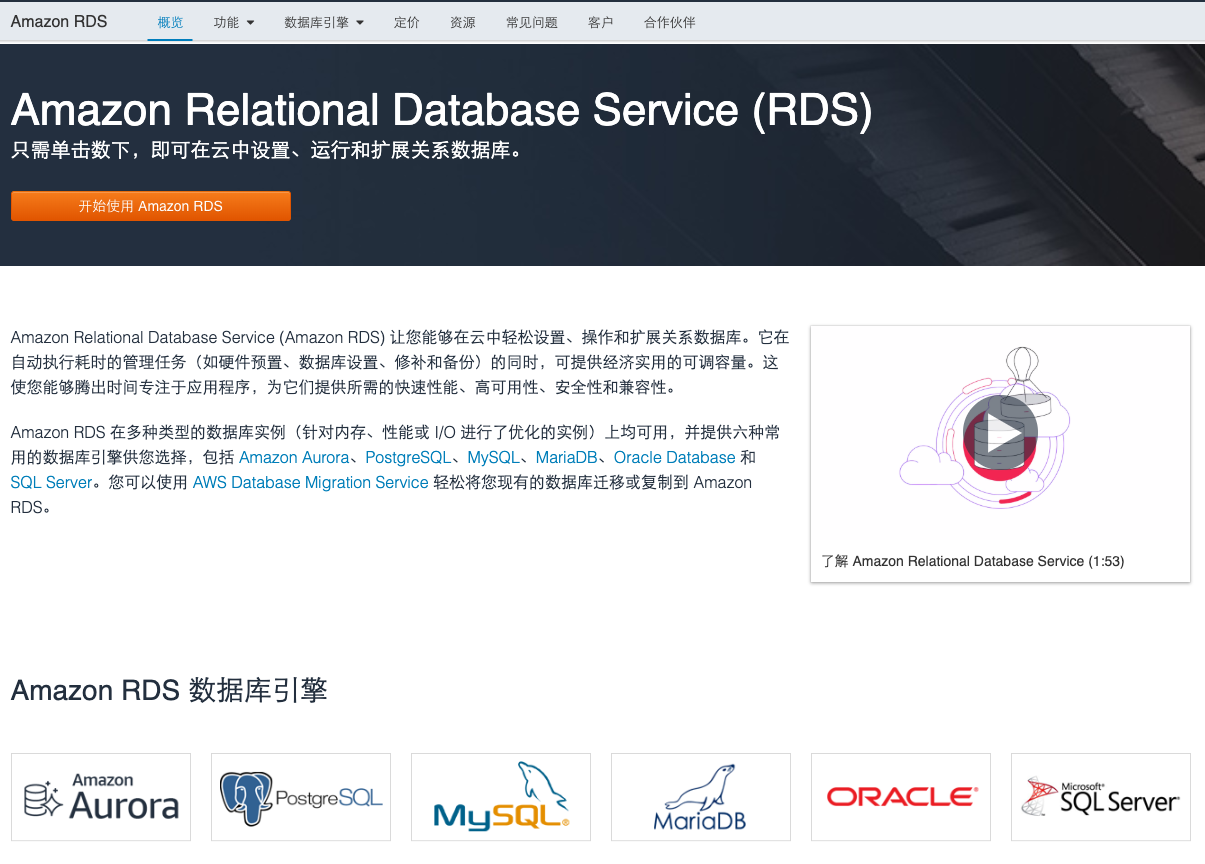 Amazon RDS
概览
功能
数据库引擎
定价
资源
常见问题
客户
合作伙伴
Amazon Relational Database Service (RDS)
只需单击数下，即可在云中设置、运行和扩展关系数据库。
开始使用 Amazon RDS
Amazon Relational Database Service (Amazon RDS) 让您能够在云中轻松设置、操作和扩展关系数据库。它在
自动执行耗时的管理任务（如硬件预置、数据库设置、修补和备份）的同时，可提供经济实用的可调容量。这
使您能够腾出时间专注于应用程序，为它们提供所需的快速性能、高可用性、安全性和兼容性。
Amazon RDS 在多种类型的数据库实例（针对内存、性能或 I/O 进行了优化的实例）上均可用，并提供六种常
用的数据库引擎供您选择，包括 Amazon Aurora、PostgreSQL、MySQL、MariaDB、Oracle Database 和
SQL Server。您可以使用 AWS Database Migration Service 轻松将您现有的数据库迁移或复制到 Amazon
RDS。
了解 Amazon Relational Database Service (1:53)
Amazon RDS 数据库引擎
Amazon
Aurora
PostgreSQL
MySQL®
MariaDB
ORACLE®
Microsoft®
SQL Server®